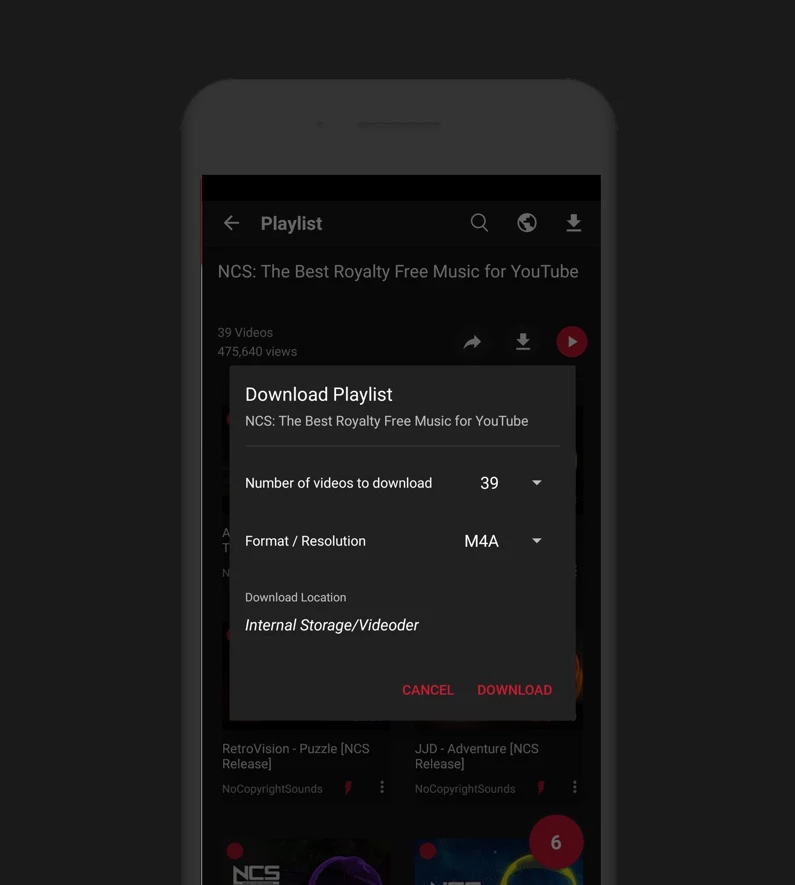 Playlist
NCS: The Best Royalty Free Music for YouTube
39 Videos
475,640 views
Download Playlist
NCS: The Best Royalty Free Music for YouTube
Number of videos to download 39
Format / Resolution M4A
Download Location
Internal Storage/Videoder
CANCEL DOWNLOAD
RetroVision - Puzzle [NCS
Release]
NoCopyrightSounds
JJD - Adventure [NCS
Release]
NoCopyrightSounds
6
NCS